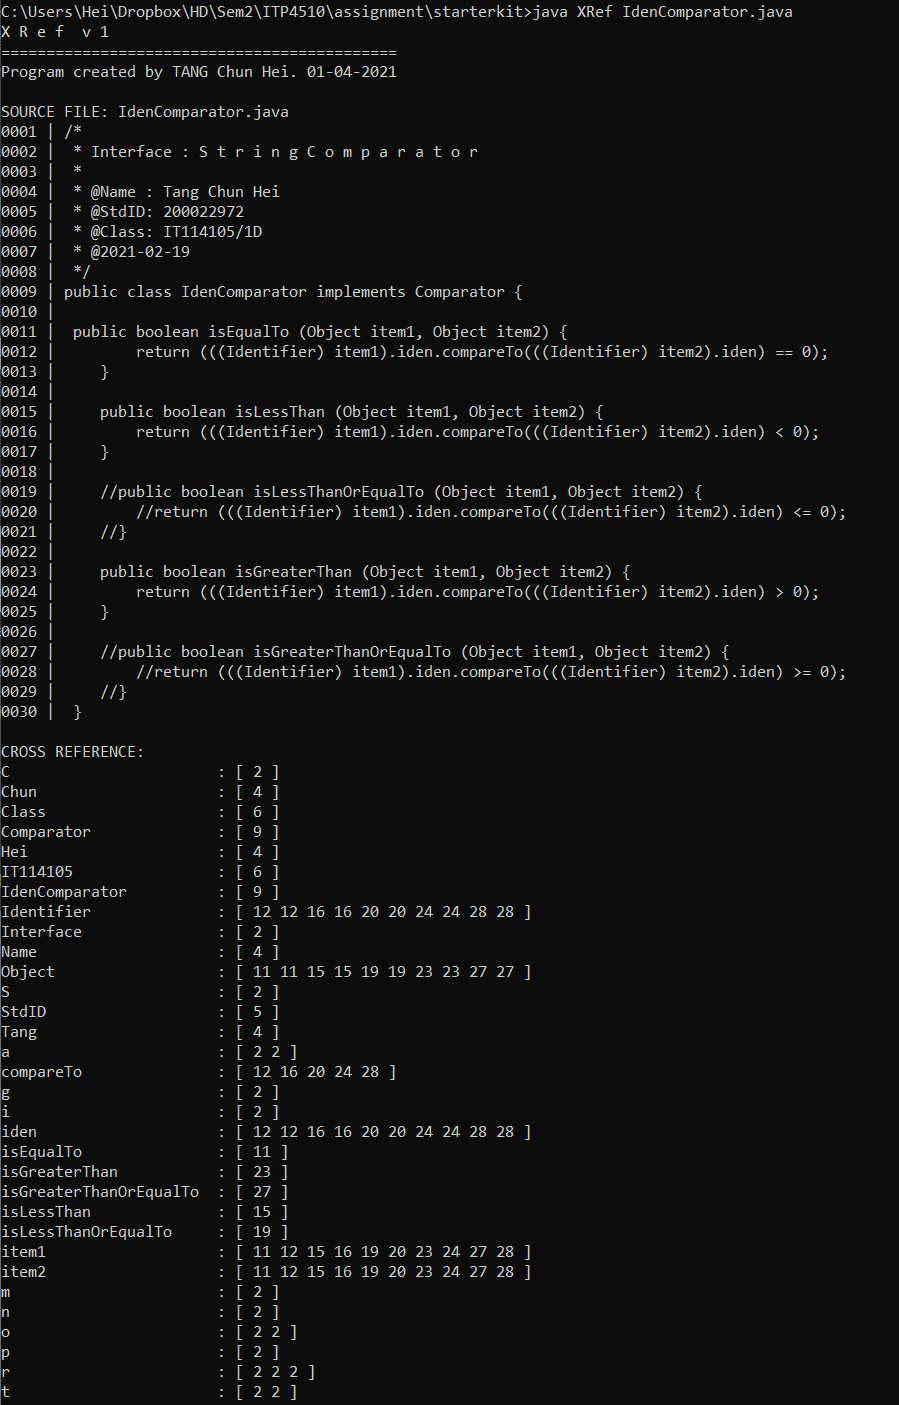 C:\Users\Hei\Dropbox\HD\Sem2\ITP4510\assignment\starterkit>java XRef IdenComparator.java
X R e f  v 1
============================================
Program created by TANG Chun Hei. 01-04-2021

SOURCE FILE: IdenComparator.java
0001 | /*
0002 |  * Interface : S t r i n g C o m p a r a t o r
0003 |  *
0004 |  * @Name : Tang Chun Hei
0005 |  * @StdID: 200022972
0006 |  * @Class: IT114105/1D
0007 |  * @2021-02-19
0008 |  */
0009 | public class IdenComparator implements Comparator {
0010 |
0011 |  public boolean isEqualTo (Object item1, Object item2) {
0012 |         return (((Identifier) item1).iden.compareTo(((Identifier) item2).iden) == 0);
0013 |     }
0014 |
0015 |     public boolean isLessThan (Object item1, Object item2) {
0016 |         return (((Identifier) item1).iden.compareTo(((Identifier) item2).iden) < 0);
0017 |     }
0018 |
0019 |     //public boolean isLessThanOrEqualTo (Object item1, Object item2) {
0020 |         //return (((Identifier) item1).iden.compareTo(((Identifier) item2).iden) <= 0);
0021 |     //}
0022 |
0023 |     public boolean isGreaterThan (Object item1, Object item2) {
0024 |         return (((Identifier) item1).iden.compareTo(((Identifier) item2).iden) > 0);
0025 |     }
0026 |
0027 |     //public boolean isGreaterThanOrEqualTo (Object item1, Object item2) {
0028 |         //return (((Identifier) item1).iden.compareTo(((Identifier) item2).iden) >= 0);
0029 |     //}
0030 |  }

CROSS REFERENCE:
C                       : [ 2 ]
Chun                    : [ 4 ]
Class                   : [ 6 ]
Comparator              : [ 9 ]
Hei                     : [ 4 ]
IT114105                : [ 6 ]
IdenComparator          : [ 9 ]
Identifier              : [ 12 12 16 16 20 20 24 24 28 28 ]
Interface               : [ 2 ]
Name                    : [ 4 ]
Object                  : [ 11 11 15 15 19 19 23 23 27 27 ]
S                       : [ 2 ]
StdID                   : [ 5 ]
Tang                    : [ 4 ]
a                       : [ 2 2 ]
compareTo               : [ 12 16 20 24 28 ]
g                       : [ 2 ]
i                       : [ 2 ]
iden                    : [ 12 12 16 16 20 20 24 24 28 28 ]
isEqualTo               : [ 11 ]
isGreaterThan           : [ 23 ]
isGreaterThanOrEqualTo  : [ 27 ]
isLessThan              : [ 15 ]
isLessThanOrEqualTo     : [ 19 ]
item1                   : [ 11 12 15 16 19 20 23 24 27 28 ]
item2                   : [ 11 12 15 16 19 20 23 24 27 28 ]
m                       : [ 2 ]
n                       : [ 2 ]
o                       : [ 2 2 ]
p                       : [ 2 ]
r                       : [ 2 2 2 ]
t                       : [ 2 2 ]